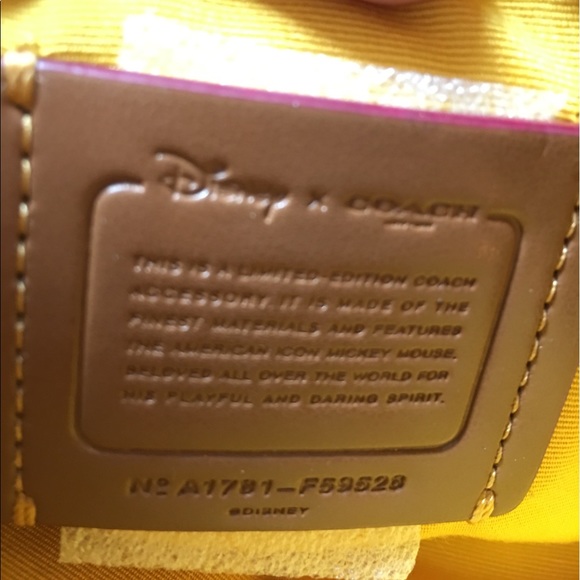 Disney X COACH
THIS IS A LIMITED-EDITION COACH
ACCESSORY. IT IS MADE OF THE
FINEST MATERIALS AND FEATURES
THE AMERICAN ICON MICKEY MOUSE,
BELOVED ALL OVER THE WORLD FOR
HIS PLAYFUL AND DARING SPIRIT.
Nº A1781-F59528
©DISNEY